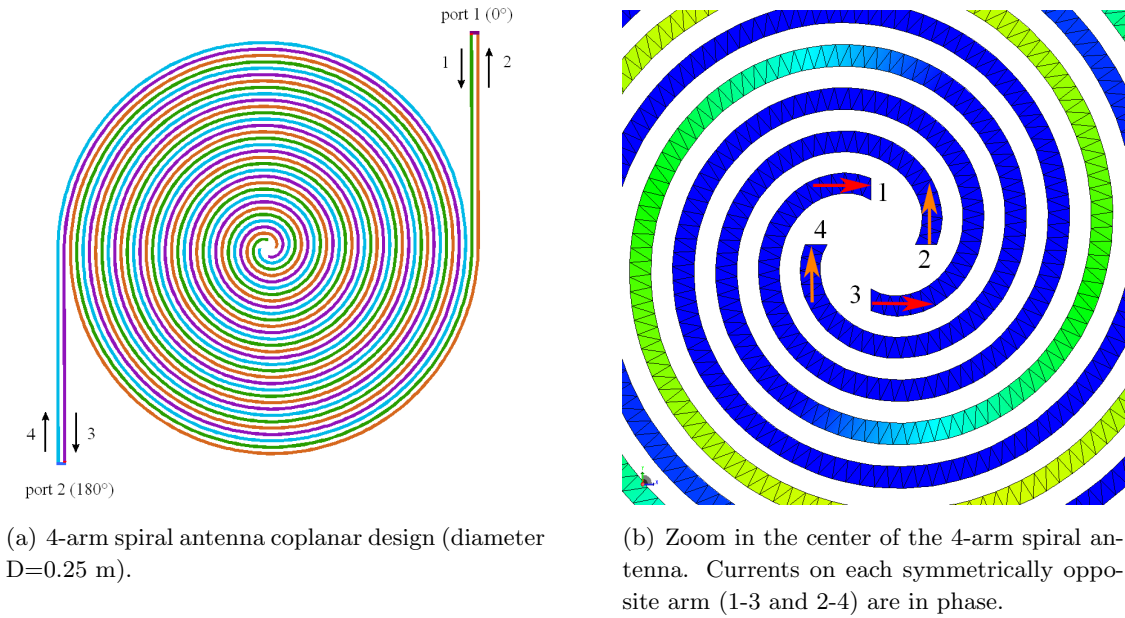 port 1 (0°)
1
2
4
3
port 2 (180°)
(a) 4-arm spiral antenna coplanar design (diameter
D=0.25 m).
1
4
2
3
(b) Zoom in the center of the 4-arm spiral an-
tenna. Currents on each symmetrically oppo-
site arm (1-3 and 2-4) are in phase.